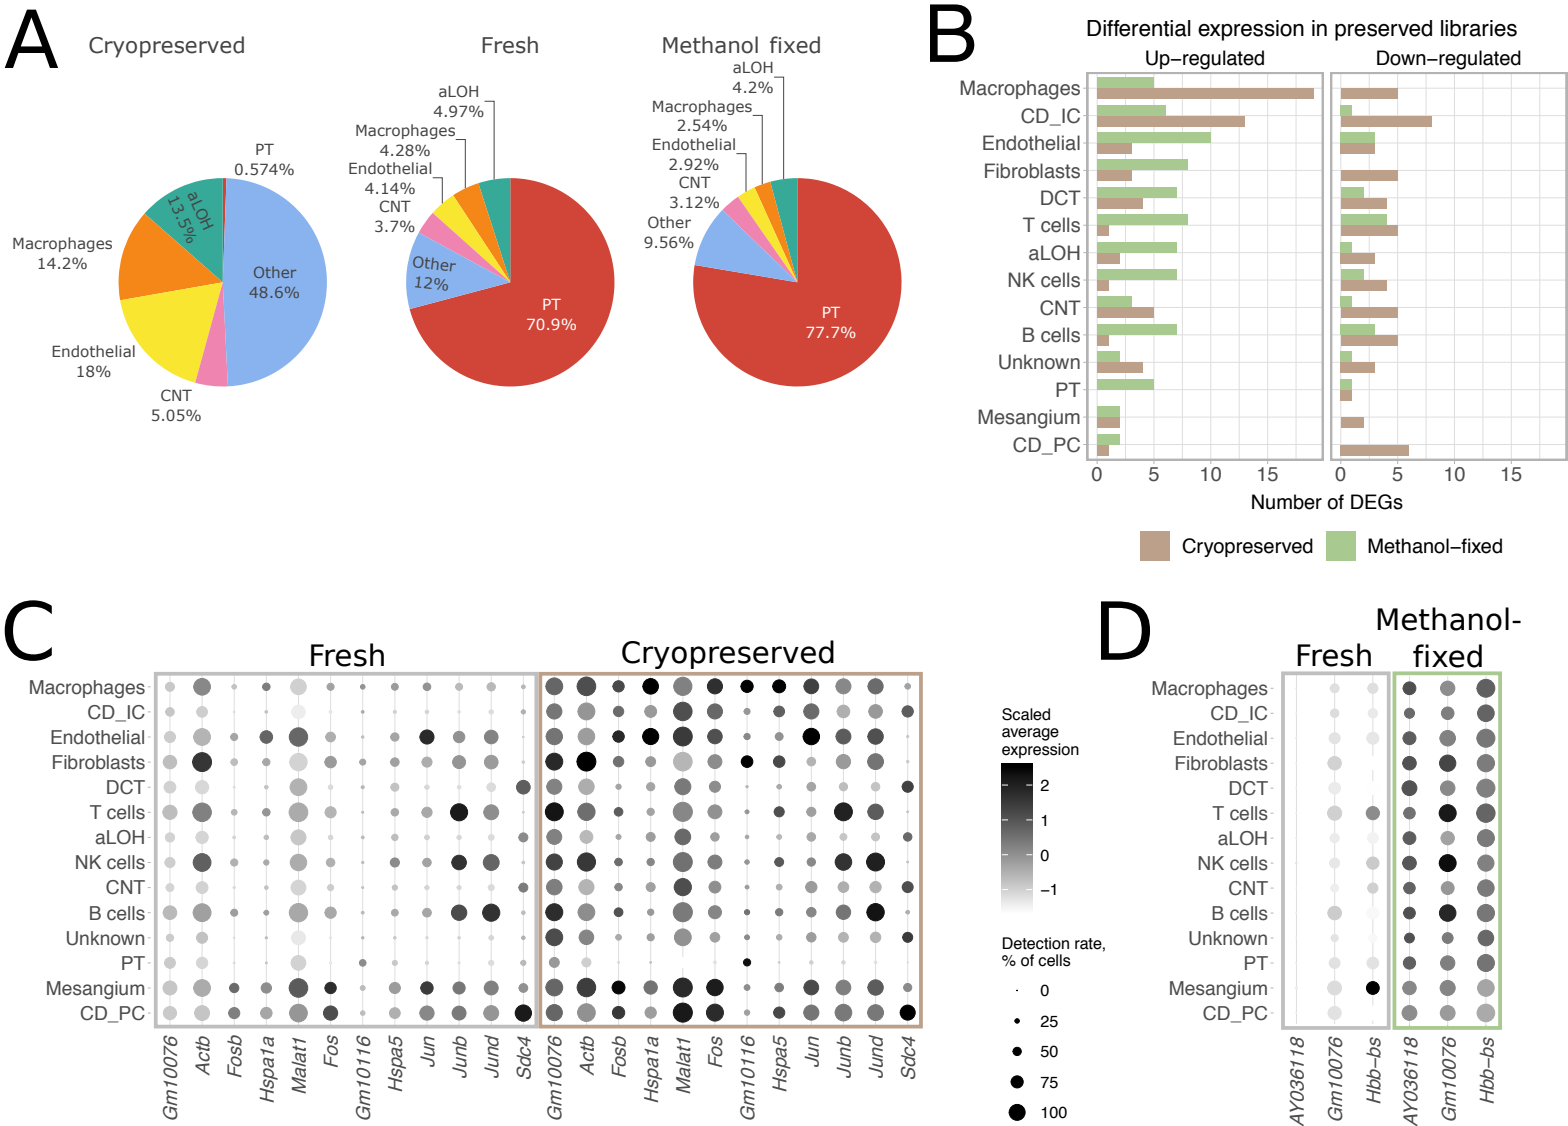 A
Cryopreserved
Fresh
Methanol fixed
PT
0.574%
aLOH
13.5%
Macrophages
14.2%
Other
48.6%
Endothelial
18%
CNT
5.05%
aLOH
4.97%
Macrophages
4.28%
Endothelial
4.14%
CNT
3.7%
Other
12%
PT
70.9%
aLOH
4.2%
Macrophages
2.54%
Endothelial
2.92%
CNT
3.12%
Other
9.56%
PT
77.7%
B
Differential expression in preserved libraries
Up−regulated
Down−regulated
Macrophages
CD_IC
Endothelial
Fibroblasts
DCT
T cells
aLOH
NK cells
CNT
B cells
Unknown
PT
Mesangium
CD_PC
0 5 10 15
0 5 10 15
Number of DEGs
Cryopreserved
Methanol−fixed
C
Fresh
Cryopreserved
Macrophages
CD_IC
Endothelial
Fibroblasts
DCT
T cells
aLOH
NK cells
CNT
B cells
Unknown
PT
Mesangium
CD_PC
Gm10076
Actb
Fosb
Hspa1a
Malat1
Fos
Gm10116
Hspa5
Jun
Junb
Jund
Sdc4
Gm10076
Actb
Fosb
Hspa1a
Malat1
Fos
Gm10116
Hspa5
Jun
Junb
Jund
Sdc4
Scaled
average
expression
2
1
0
−1
Detection rate,
% of cells
0
25
50
75
100
D
Fresh
Methanol-
fixed
Macrophages
CD_IC
Endothelial
Fibroblasts
DCT
T cells
aLOH
NK cells
CNT
B cells
Unknown
PT
Mesangium
CD_PC
AY036118
Gm10076
Hbb−bs
AY036118
Gm10076
Hbb−bs